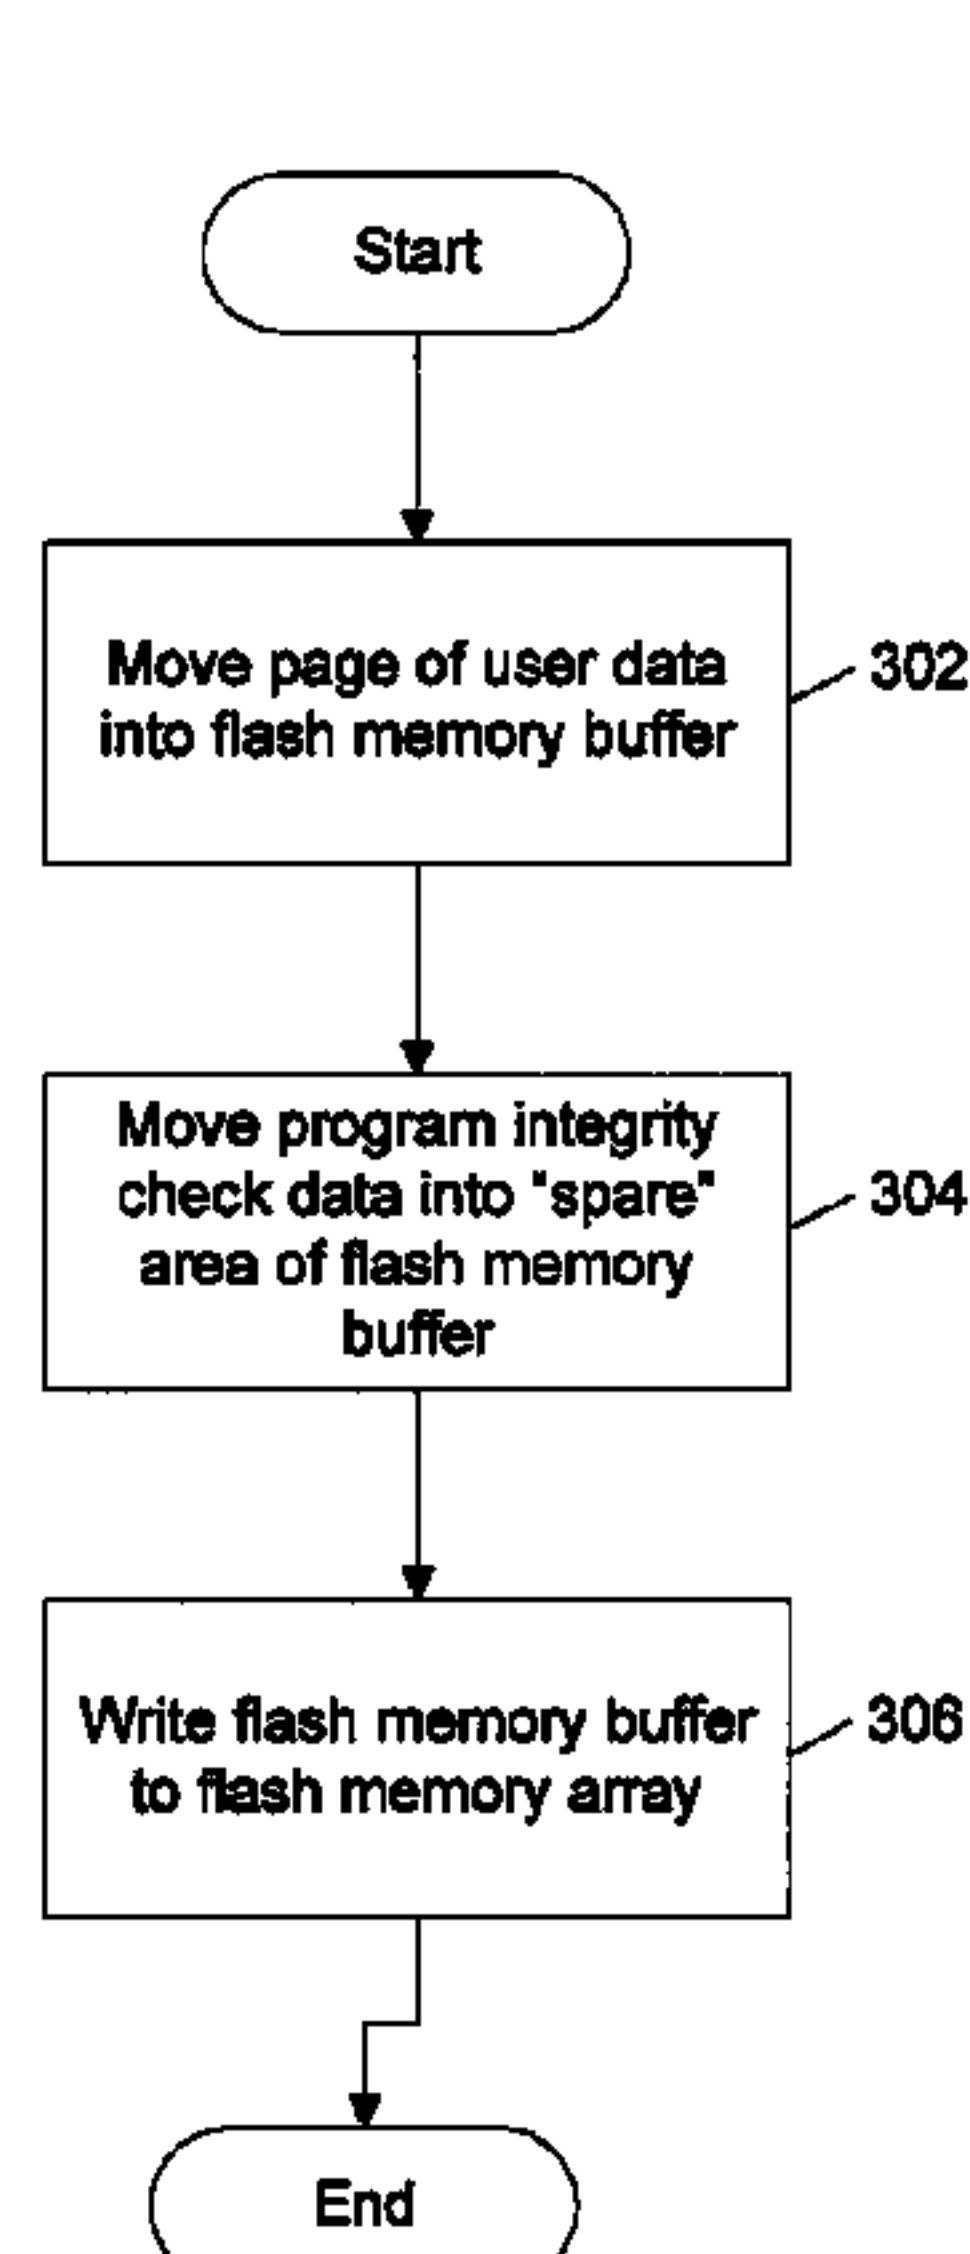 Start
Move page of user data
into flash memory buffer
302
Move program integrity
check data into "spare"
area of flash memory
buffer
304
Write flash memory buffer
to flash memory array
306
End